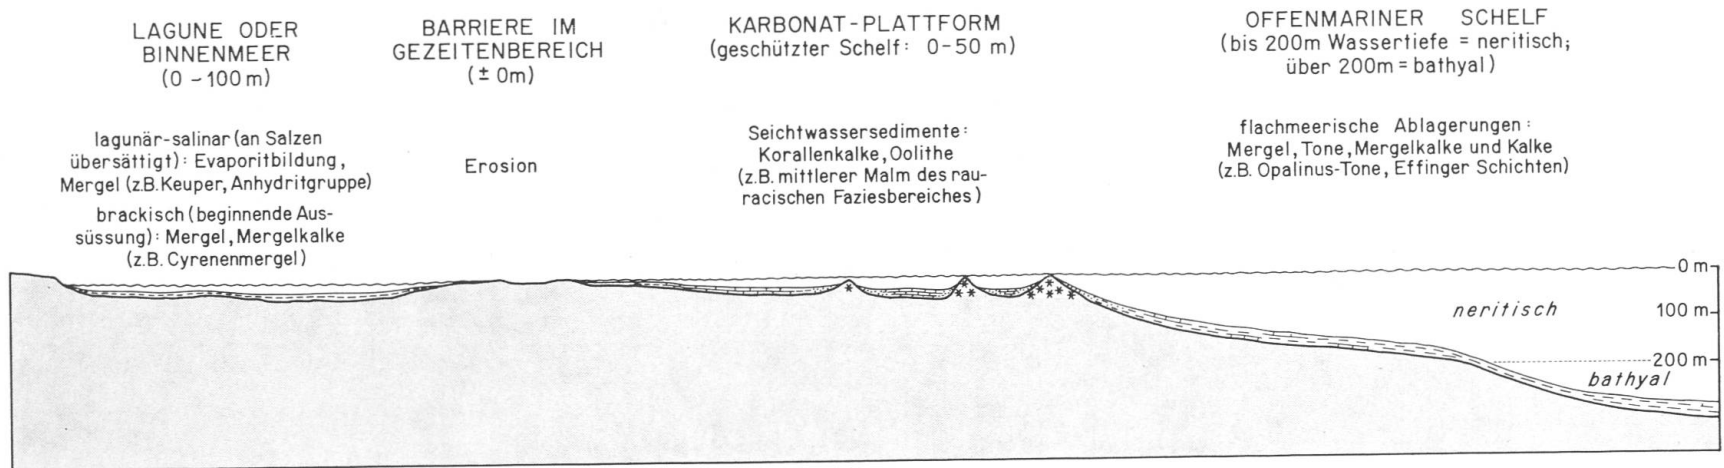 LAGUNE ODER
BINNENMEER
(0 – 100 m)
lagunär-salinar (an Salzen
übersättigt): Evaporitbildung,
Mergel (z.B. Keuper, Anhydritgruppe)
brackisch (beginnende Aus-
süssung): Mergel, Mergelkalke
(z.B. Cyrenenmergel)
BARRIERE IM
GEZEITENBEREICH
(± 0m)
Erosion
KARBONAT-PLATTFORM
(geschützter Schelf: 0–50 m)
Seichtwassersedimente:
Korallenkalke, Oolithe
(z.B. mittlerer Malm des rau-
racischen Faziesbereiches)
OFFENMARINER SCHELF
(bis 200m Wassertiefe = neritisch;
über 200m = bathyal)
flachmeerische Ablagerungen:
Mergel, Tone, Mergelkalke und Kalke
(z.B. Opalinus-Tone, Effinger Schichten)
0 m
neritisch
100 m
200 m
bathyal